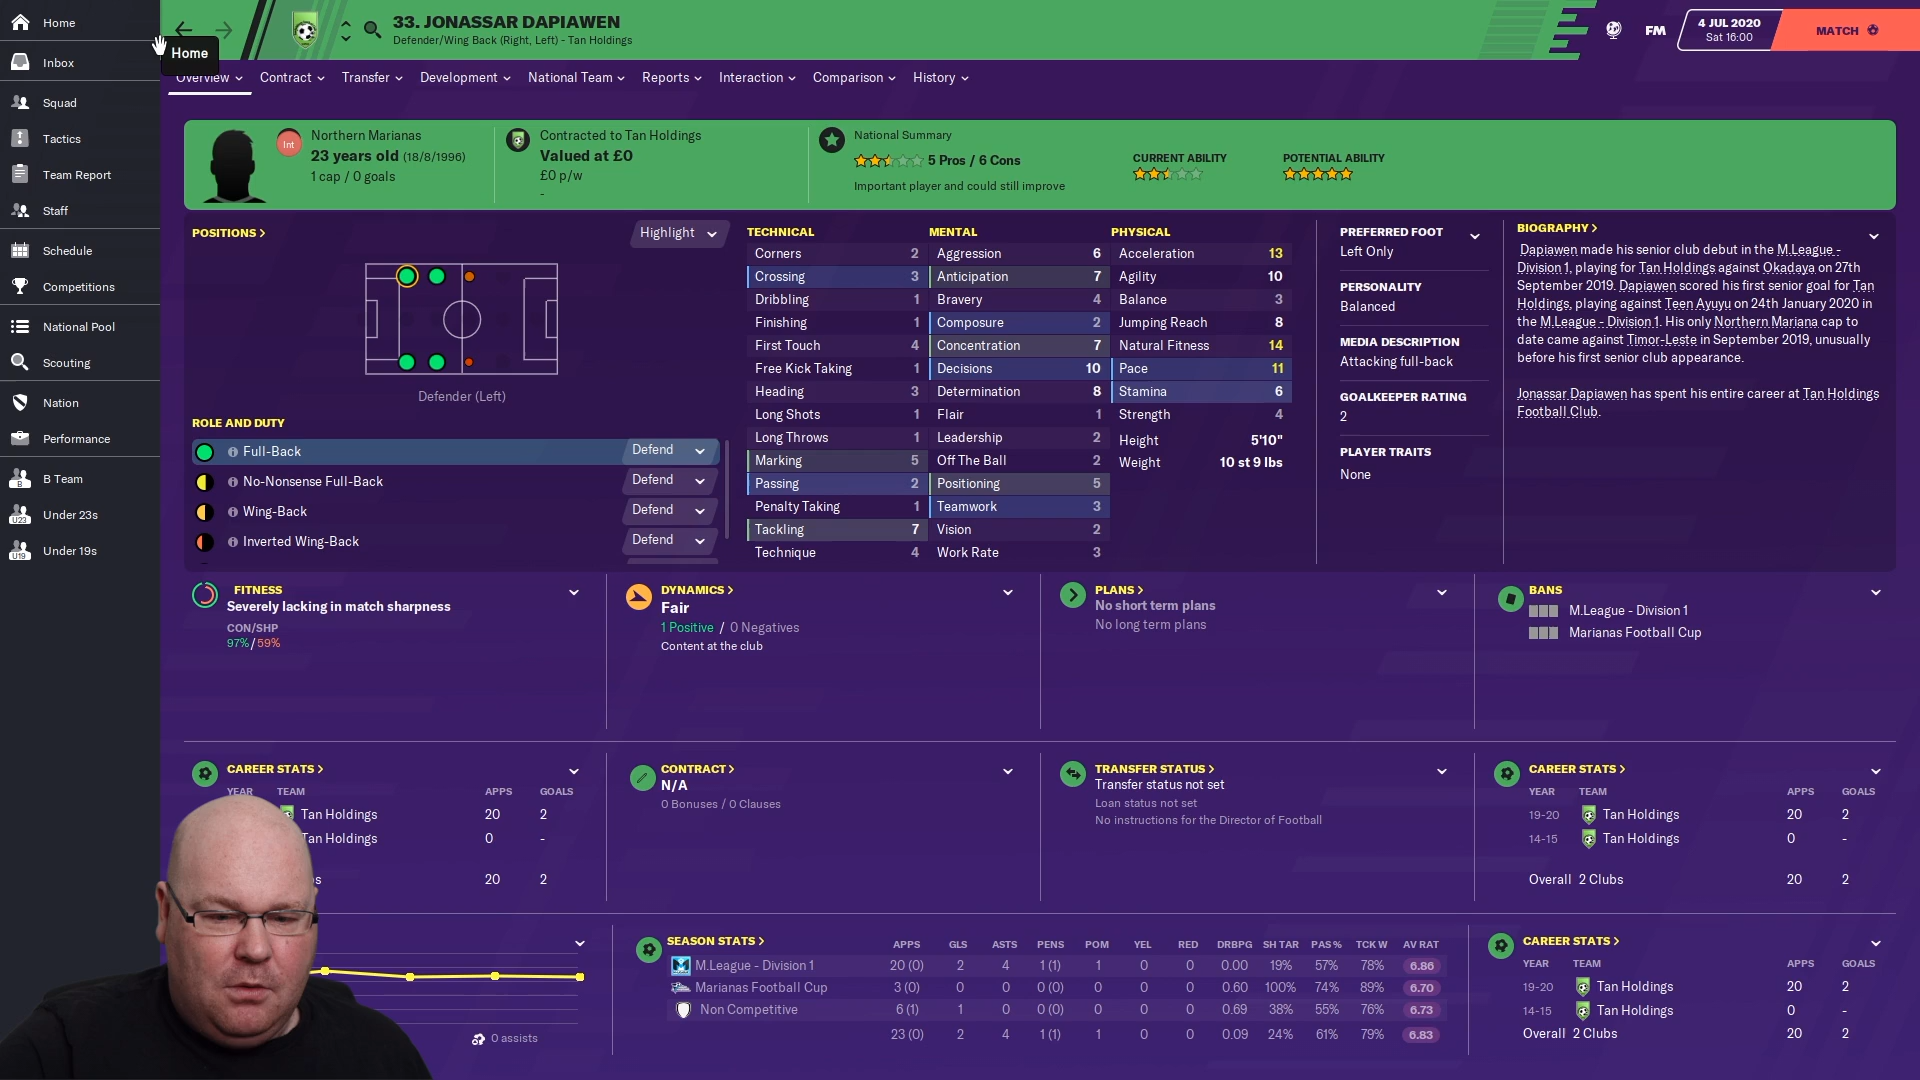 Home
Inbox
Squad
Tactics
Team Report
Staff
Schedule
Competitions
National Pool
Scouting
Nation
Performance
B Team
Under 23s
Under 19s
Home
33. JONASSAR DAPIAWEN
Defender/Wing Back (Right, Left) - Tan Holdings
FM
4 JUL 2020
Sat 16:00
MATCH
Overview Contract Transfer Development National Team Reports Interaction Comparison History
Int
Northern Marianas
23 years old (18/8/1996)
1 cap / 0 goals
Contracted to Tan Holdings
Valued at £0
£0 p/w
-
National Summary
5 Pros / 6 Cons
Important player and could still improve
CURRENT ABILITY
POTENTIAL ABILITY
POSITIONS >
Highlight
Defender (Left)
ROLE AND DUTY
Full-Back Defend
No-Nonsense Full-Back Defend
Wing-Back Defend
Inverted Wing-Back Defend
TECHNICAL
Corners 2
Crossing 3
Dribbling 1
Finishing 1
First Touch 4
Free Kick Taking 1
Heading 3
Long Shots 1
Long Throws 1
Marking 5
Passing 2
Penalty Taking 1
Tackling 7
Technique 4
MENTAL
Aggression 6
Anticipation 7
Bravery 4
Composure 2
Concentration 7
Decisions 10
Determination 8
Flair 1
Leadership 2
Off The Ball 2
Positioning 5
Teamwork 3
Vision 2
Work Rate 3
PHYSICAL
Acceleration 13
Agility 10
Balance 3
Jumping Reach 8
Natural Fitness 14
Pace 11
Stamina 6
Strength 4
Height 5'10"
Weight 10 st 9 lbs
PREFERRED FOOT
Left Only
PERSONALITY
Balanced
MEDIA DESCRIPTION
Attacking full-back
GOALKEEPER RATING
2
PLAYER TRAITS
None
BIOGRAPHY >
Dapiawen made his senior club debut in the M.League -
Division 1, playing for Tan Holdings against Okadaya on 27th
September 2019. Dapiawen scored his first senior goal for Tan
Holdings, playing against Teen Ayuyu on 24th January 2020 in
the M.League - Division 1. His only Northern Mariana cap to
date came against Timor-Leste in September 2019, unusually
before his first senior club appearance.
Jonassar Dapiawen has spent his entire career at Tan Holdings
Football Club.
FITNESS
Severely lacking in match sharpness
CON/SHP
97% / 59%
DYNAMICS >
Fair
1 Positive / 0 Negatives
Content at the club
PLANS >
No short term plans
No long term plans
BANS
M.League - Division 1
Marianas Football Cup
CAREER STATS >
YEAR TEAM APPS GOALS
Tan Holdings 20 2
Tan Holdings 0 -
20 2
CONTRACT >
N/A
0 Bonuses / 0 Clauses
TRANSFER STATUS >
Transfer status not set
Loan status not set
No instructions for the Director of Football
CAREER STATS >
YEAR TEAM APPS GOALS
19-20 Tan Holdings 20 2
14-15 Tan Holdings 0 -
Overall 2 Clubs 20 2
0 assists
SEASON STATS > APPS GLS ASTS PENS POM YEL RED DRBPG SH TAR PAS % TCK W AV RAT
M.League - Division 1 20 (0) 2 4 1 (1) 1 0 0 0.00 19% 57% 78% 6.86
Marianas Football Cup 3 (0) 0 0 0 (0) 0 0 0 0.60 100% 74% 89% 6.70
Non Competitive 6 (1) 1 0 0 (0) 0 0 0 0.69 38% 55% 76% 6.73
23 (0) 2 4 1 (1) 1 0 0 0.09 24% 61% 79% 6.83
CAREER STATS >
YEAR TEAM APPS GOALS
19-20 Tan Holdings 20 2
14-15 Tan Holdings 0 -
Overall 2 Clubs 20 2